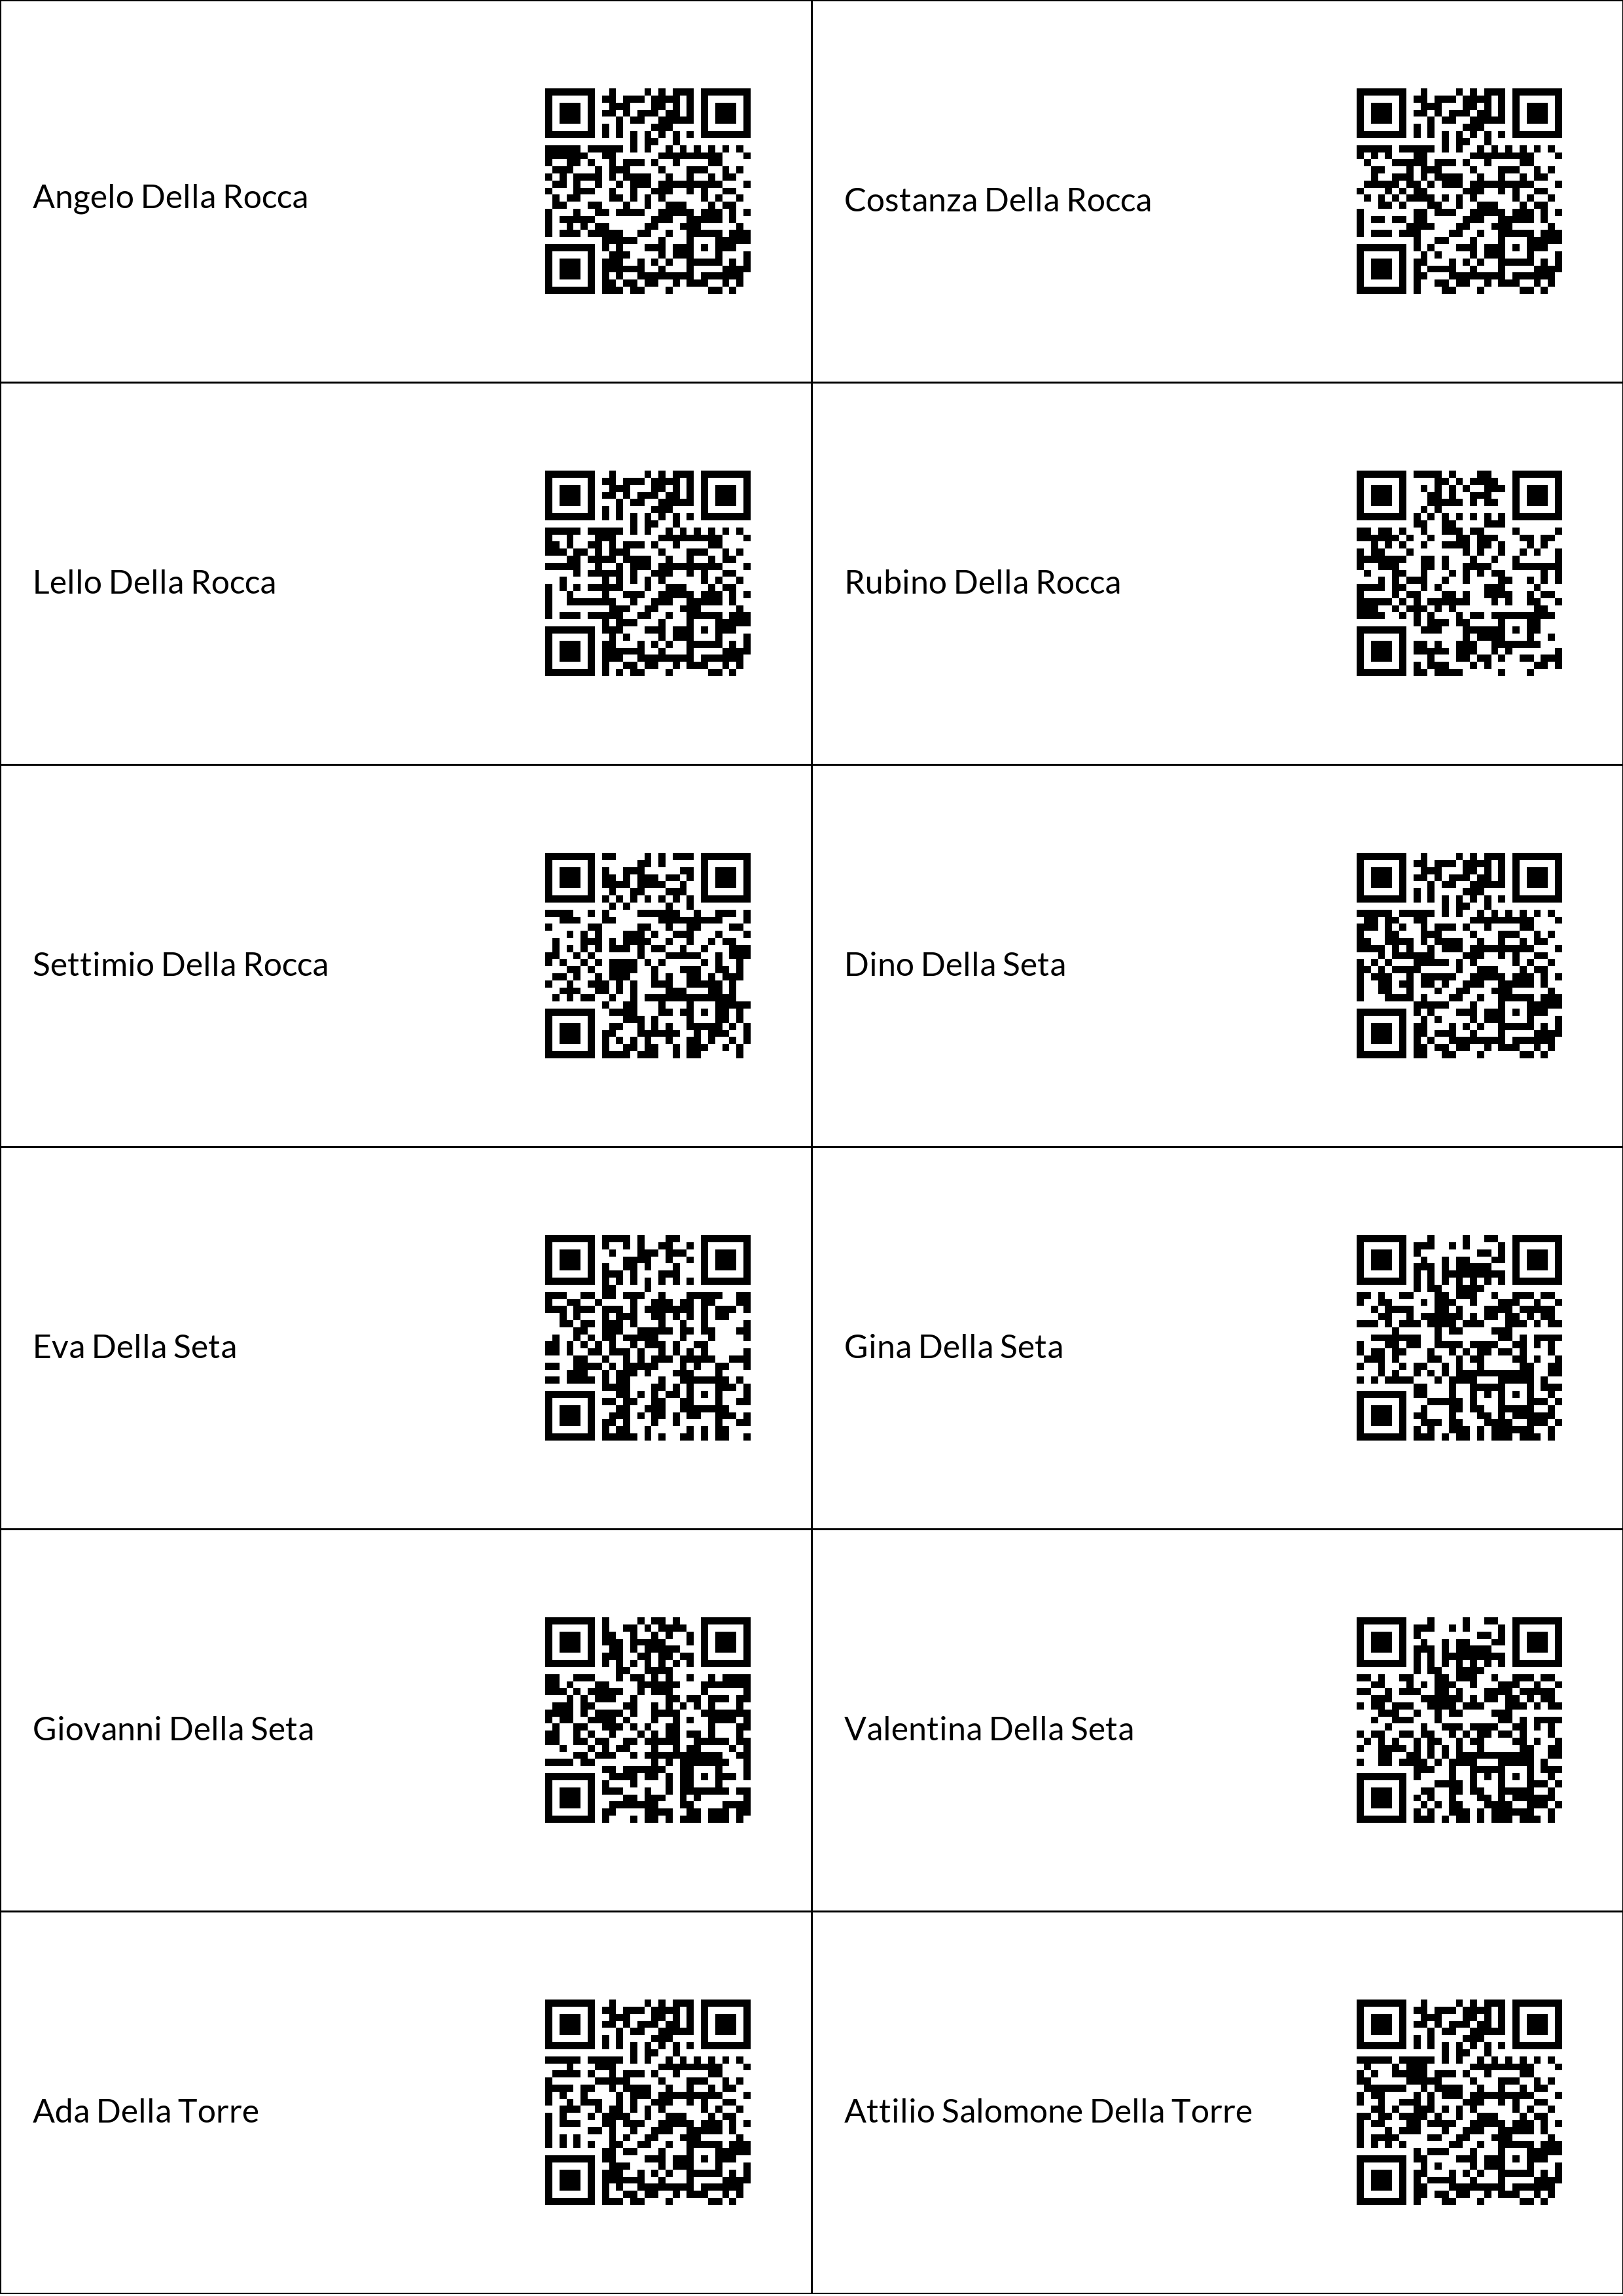 Angelo Della Rocca
Costanza Della Rocca
Lello Della Rocca
Rubino Della Rocca
Settimio Della Rocca
Dino Della Seta
Eva Della Seta
Gina Della Seta
Giovanni Della Seta
Valentina Della Seta
Ada Della Torre
Attilio Salomone Della Torre